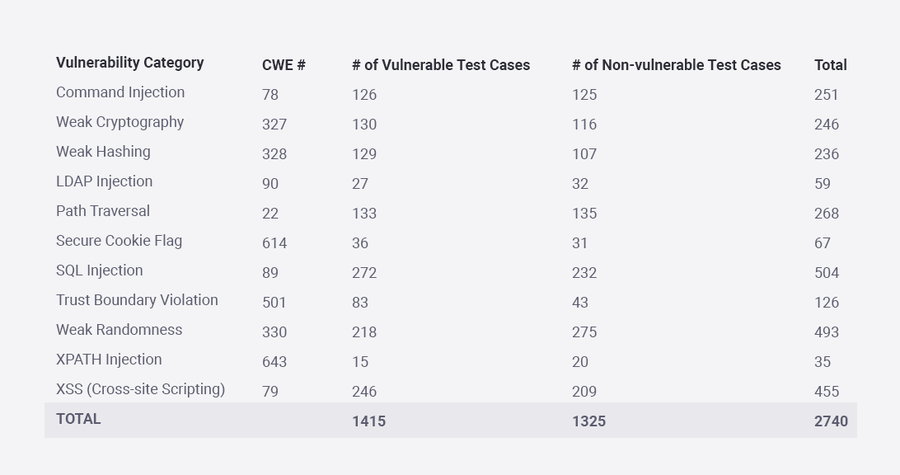 Vulnerability Category CWE # # of Vulnerable Test Cases # of Non-vulnerable Test Cases Total
Command Injection 78 126 125 251
Weak Cryptography 327 130 116 246
Weak Hashing 328 129 107 236
LDAP Injection 90 27 32 59
Path Traversal 22 133 135 268
Secure Cookie Flag 614 36 31 67
SQL Injection 89 272 232 504
Trust Boundary Violation 501 83 43 126
Weak Randomness 330 218 275 493
XPATH Injection 643 15 20 35
XSS (Cross-site Scripting) 79 246 209 455
TOTAL 1415 1325 2740